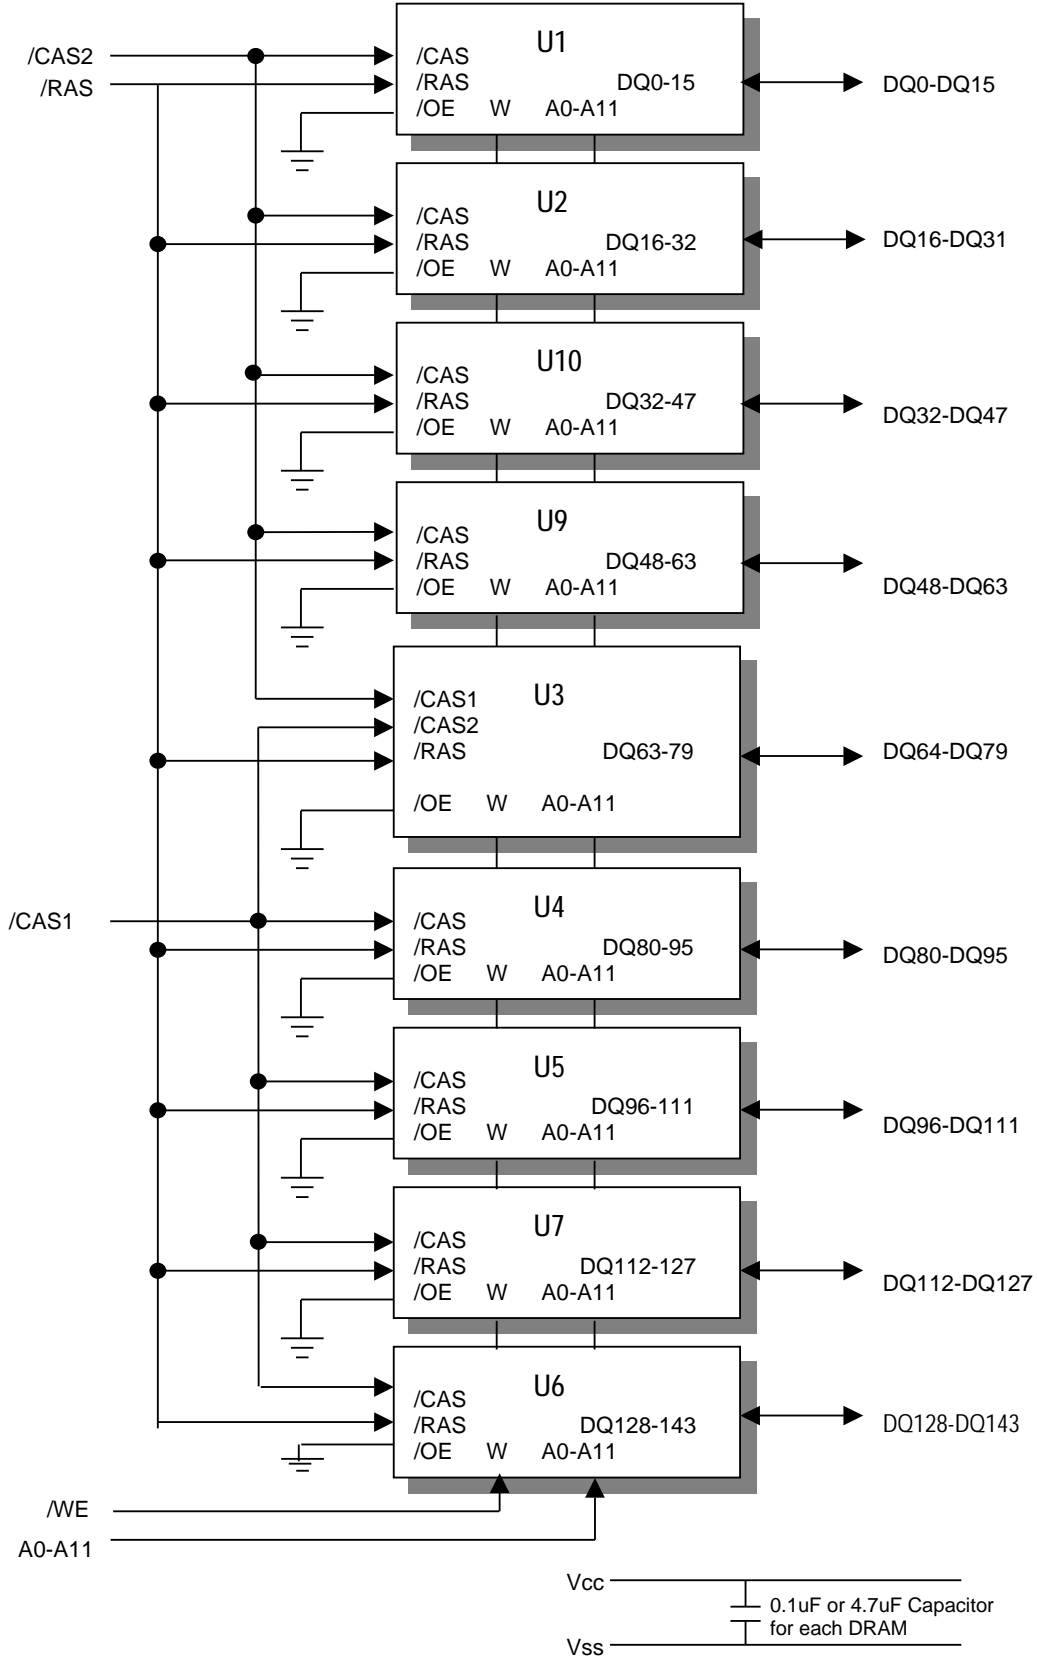 /CAS2
/RAS
U1
/CAS
/RAS DQ0-15
/OE W A0-A11
DQ0-DQ15
U2
/CAS
/RAS DQ16-32
/OE W A0-A11
DQ16-DQ31
U10
/CAS
/RAS DQ32-47
/OE W A0-A11
DQ32-DQ47
U9
/CAS
/RAS DQ48-63
/OE W A0-A11
DQ48-DQ63
U3
/CAS1
/CAS2
/RAS DQ63-79
/OE W A0-A11
DQ64-DQ79
/CAS1
U4
/CAS
/RAS DQ80-95
/OE W A0-A11
DQ80-DQ95
U5
/CAS
/RAS DQ96-111
/OE W A0-A11
DQ96-DQ111
U7
/CAS
/RAS DQ112-127
/OE W A0-A11
DQ112-DQ127
U6
/CAS
/RAS DQ128-143
/OE W A0-A11
DQ128-DQ143
/WE
A0-A11
Vcc
0.1uF or 4.7uF Capacitor
for each DRAM
Vss